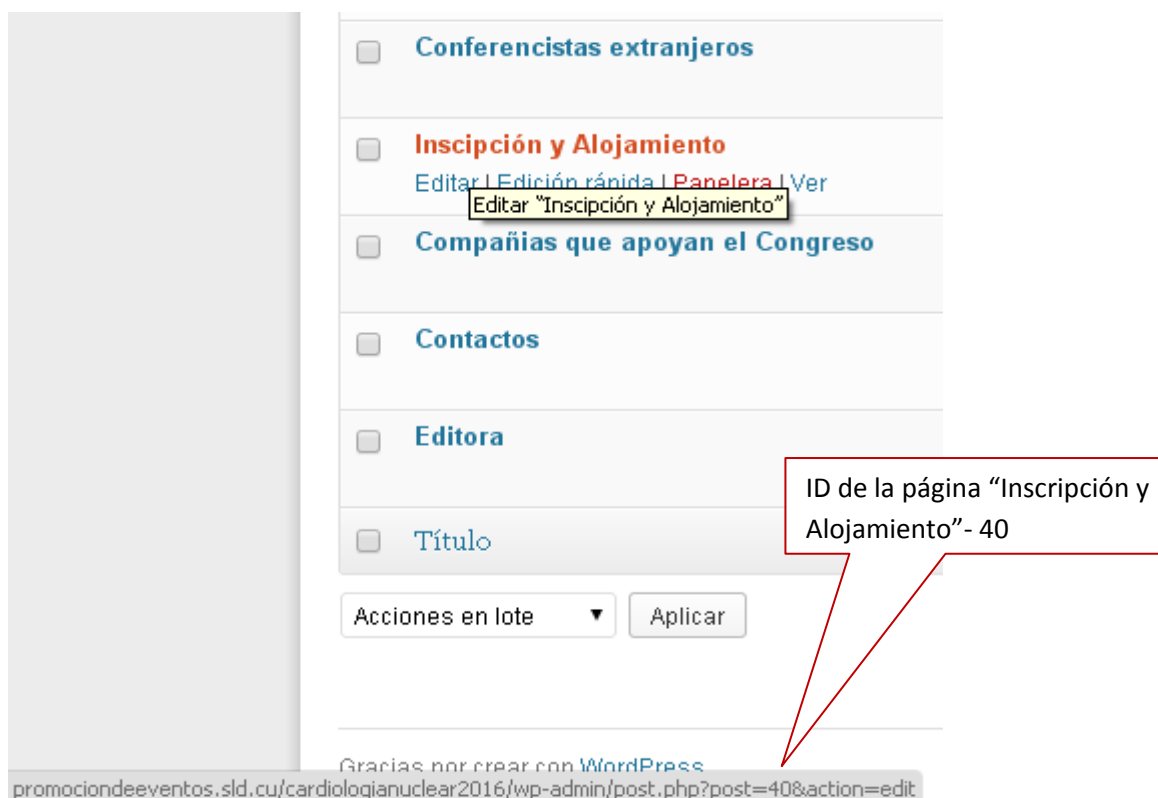 Conferencistas extranjeros
Inscipción y Alojamiento
Editar | Edición rápida | Papelera | Ver
Editar “Inscipción y Alojamiento”
Compañias que apoyan el Congreso
Contactos
Editora
ID de la página “Inscripción y
Alojamiento”- 40
Título
Acciones en lote
Aplicar
Gracias por crear con WordPress
promociondeeventos.sld.cu/cardiologianuclear2016/wp-admin/post.php?post=40&action=edit